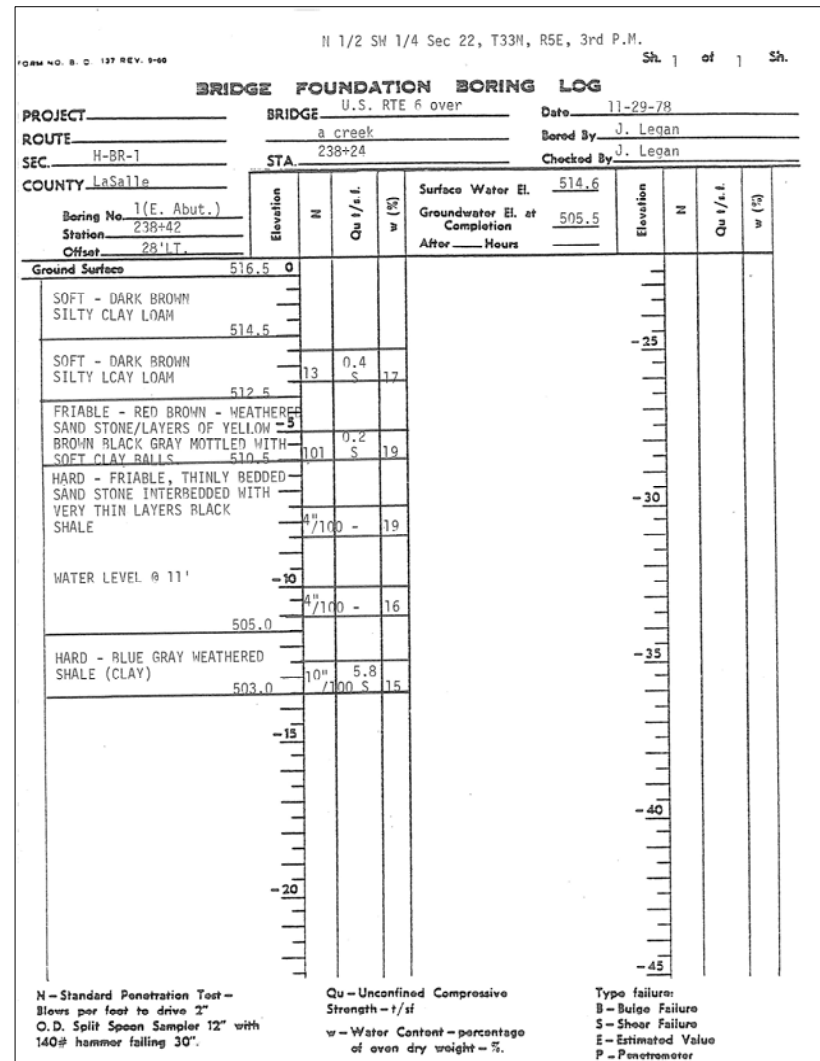 N 1/2 SW 1/4 Sec 22, T33N, R5E, 3rd P.M.
FORM NO. B. D. 137 REV. 9-60
Sh. 1 of 1 Sh.
BRIDGE FOUNDATION BORING LOG
PROJECT BRIDGE U.S. RTE 6 over Date 11-29-78
ROUTE a creek Bored By J. Legan
SEC. H-BR-1 STA. 238+24 Checked By J. Legan
COUNTY LaSalle
Boring No. 1(E. Abut.)
Station 238+42
Offset 28'LT.
Elevation N Qu t/s.f. w (%)
Surface Water El. 514.6
Groundwater El. at Completion 505.5
After Hours
Elevation N Qu t/s.f. w (%)
Ground Surface 516.5 0
SOFT - DARK BROWN
SILTY CLAY LOAM
514.5
-25
SOFT - DARK BROWN
SILTY LCAY LOAM
13 0.4 S 17
512.5
FRIABLE - RED BROWN - WEATHERED
SAND STONE/LAYERS OF YELLOW -5
BROWN BLACK GRAY MOTTLED WITH
SOFT CLAY BALLS 510.5 101 0.2 S 19
HARD - FRIABLE, THINLY BEDDED
SAND STONE INTERBEDDED WITH -30
VERY THIN LAYERS BLACK
SHALE 4"/100 - 19
WATER LEVEL @ 11' -10
4"/100 - 16
505.0
-35
HARD - BLUE GRAY WEATHERED
SHALE (CLAY) 10"/100 5.8 S 15
503.0
-15
-40
-20
-45
N – Standard Penetration Test –
Blows per foot to drive 2"
O.D. Split Spoon Sampler 12" with
140# hammer falling 30".
Qu – Unconfined Compressive
Strength – t/sf
w – Water Content – percentage
of oven dry weight – %.
Type failure:
B – Bulge Failure
S – Shear Failure
E – Estimated Value
P – Penetrometer